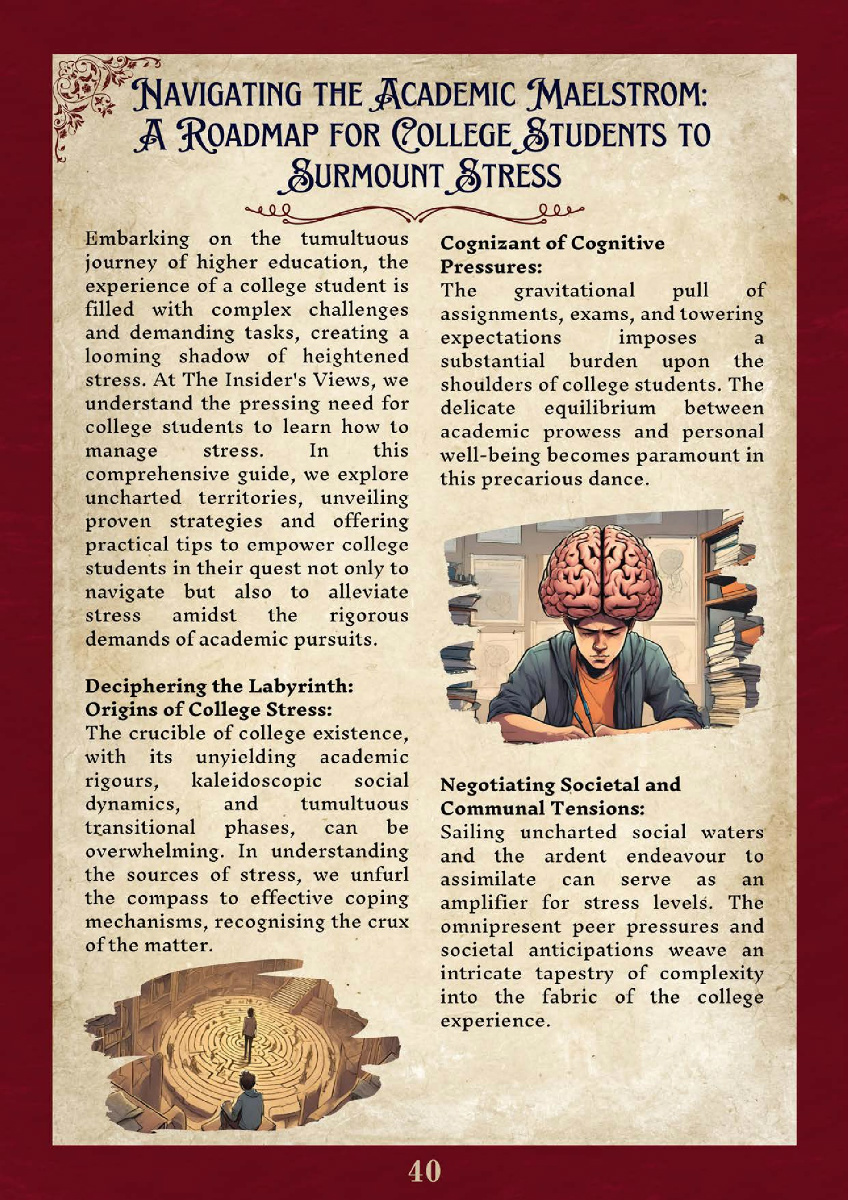 Navigating the Academic Maelstrom:
A Roadmap for College Students to
Surmount Stress
Embarking on the tumultuous
journey of higher education, the
experience of a college student is
filled with complex challenges
and demanding tasks, creating a
looming shadow of heightened
stress. At The Insider's Views, we
understand the pressing need for
college students to learn how to
manage stress. In this
comprehensive guide, we explore
uncharted territories, unveiling
proven strategies and offering
practical tips to empower college
students in their quest not only to
navigate but also to alleviate
stress amidst the rigorous
demands of academic pursuits.
Deciphering the Labyrinth:
Origins of College Stress:
The crucible of college existence,
with its unyielding academic
rigours, kaleidoscopic social
dynamics, and tumultuous
transitional phases, can be
overwhelming. In understanding
the sources of stress, we unfurl
the compass to effective coping
mechanisms, recognising the crux
of the matter.
Cognizant of Cognitive
Pressures:
The gravitational pull of
assignments, exams, and towering
expectations imposes a
substantial burden upon the
shoulders of college students. The
delicate equilibrium between
academic prowess and personal
well-being becomes paramount in
this precarious dance.
Negotiating Societal and
Communal Tensions:
Sailing uncharted social waters
and the ardent endeavour to
assimilate can serve as an
amplifier for stress levels. The
omnipresent peer pressures and
societal anticipations weave an
intricate tapestry of complexity
into the fabric of the college
experience.
40